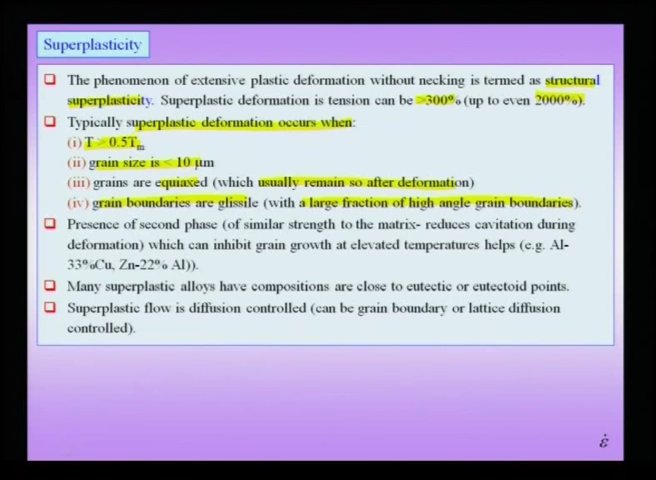 Superplasticity
❑ The phenomenon of extensive plastic deformation without necking is termed as structural
superplasticity. Superplastic deformation is tension can be >300% (up to even 2000%).
❑ Typically superplastic deformation occurs when:
(i) T > 0.5Tm
(ii) grain size is < 10 μm
(iii) grains are equiaxed (which usually remain so after deformation)
(iv) grain boundaries are glissile (with a large fraction of high angle grain boundaries).
❑ Presence of second phase (of similar strength to the matrix- reduces cavitation during
deformation) which can inhibit grain growth at elevated temperatures helps (e.g. Al-
33%Cu, Zn-22% Al)).
❑ Many superplastic alloys have compositions are close to eutectic or eutectoid points.
❑ Superplastic flow is diffusion controlled (can be grain boundary or lattice diffusion
controlled).
ε̇